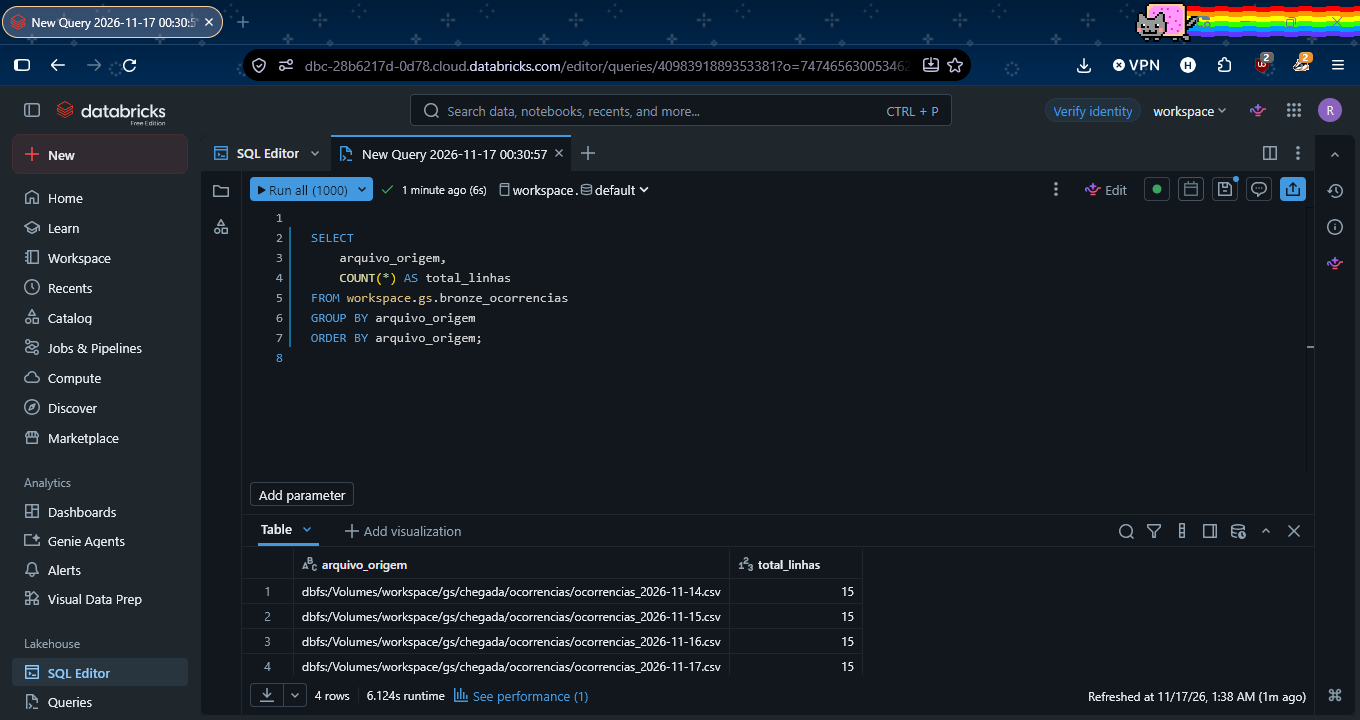 New Query 2026-11-17 00:30:5
dbc-28b6217d-0d78.cloud.databricks.com/editor/queries/4098391889353381?o=74746563005346
VPN
H
2
2
databricks
Free Edition
Search data, notebooks, recents, and more...
CTRL + P
Verify identity
workspace
R
New
SQL Editor
New Query 2026-11-17 00:30:57
Run all (1000)
1 minute ago (6s)
workspace
.
default
Edit
Home
Learn
Workspace
Recents
Catalog
Jobs & Pipelines
Compute
Discover
Marketplace
Analytics
Dashboards
Genie Agents
Alerts
Visual Data Prep
Lakehouse
SQL Editor
Queries
1
2 SELECT
3 arquivo_origem,
4 COUNT(*) AS total_linhas
5 FROM workspace.gs.bronze_ocorrencias
6 GROUP BY arquivo_origem
7 ORDER BY arquivo_origem;
8
Add parameter
Table
Add visualization
arquivo_origem total_linhas
1 dbfs:/Volumes/workspace/gs/chegada/ocorrencias/ocorrencias_2026-11-14.csv 15
2 dbfs:/Volumes/workspace/gs/chegada/ocorrencias/ocorrencias_2026-11-15.csv 15
3 dbfs:/Volumes/workspace/gs/chegada/ocorrencias/ocorrencias_2026-11-16.csv 15
4 dbfs:/Volumes/workspace/gs/chegada/ocorrencias/ocorrencias_2026-11-17.csv 15
4 rows
6.124s runtime
See performance (1)
Refreshed at 11/17/26, 1:38 AM (1m ago)